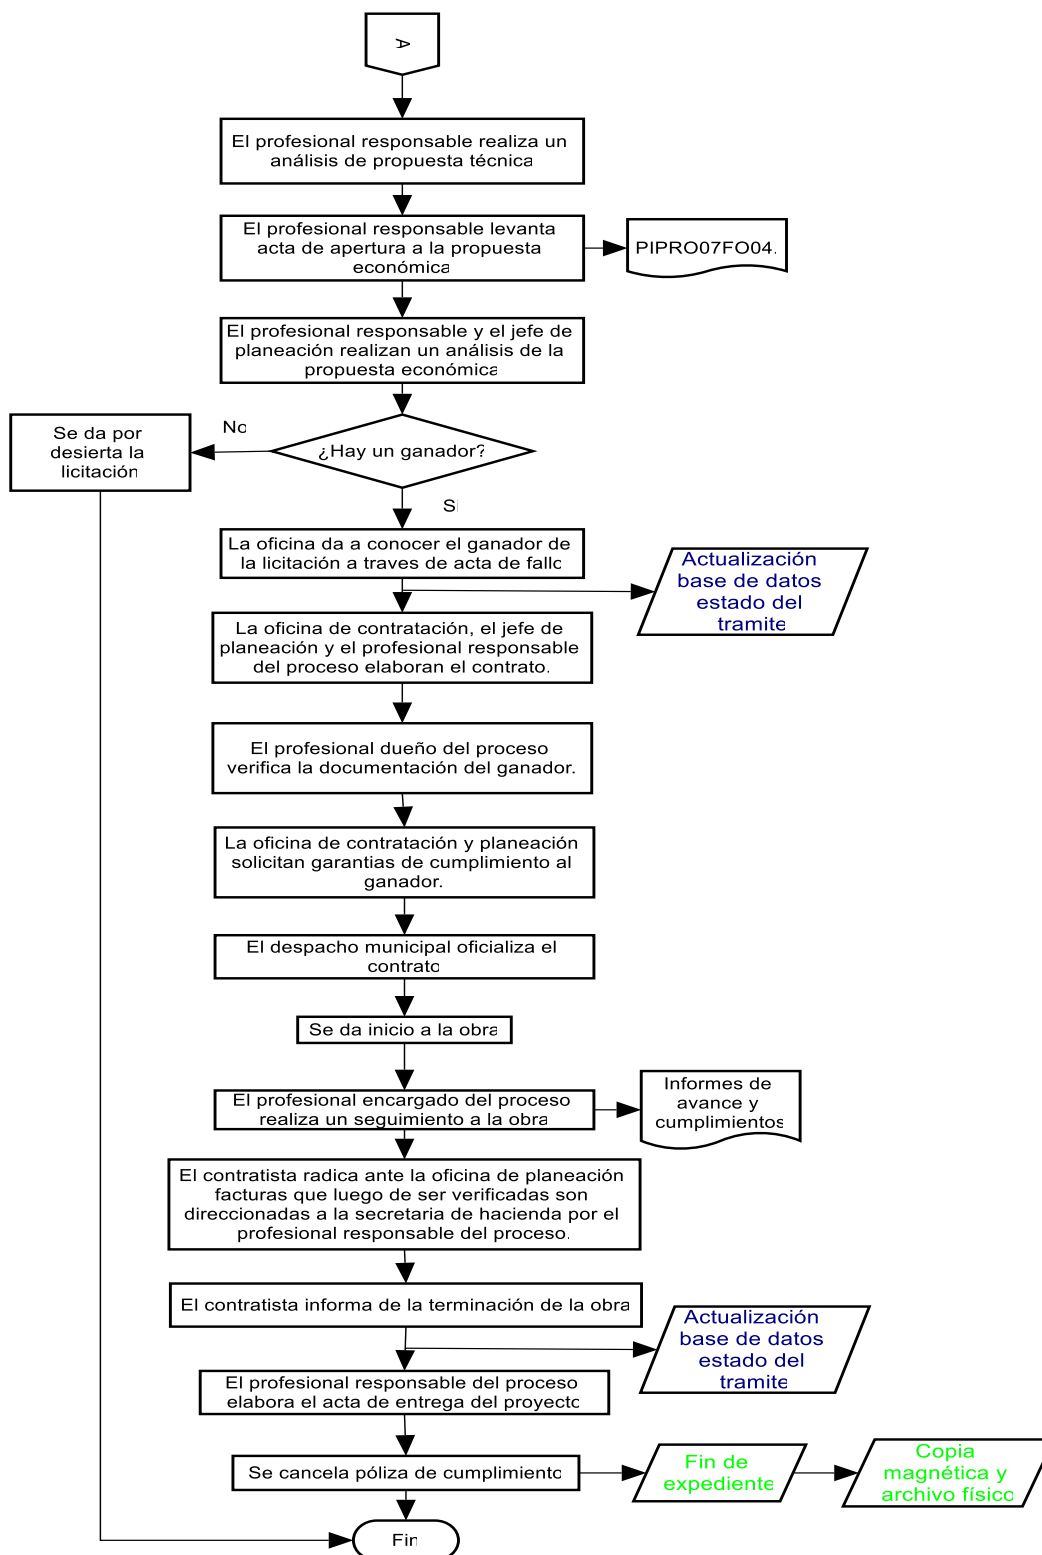 A
El profesional responsable realiza un
análisis de propuesta técnica
El profesional responsable levanta
acta de apertura a la propuesta
económica
PIPRO07FO04.
El profesional responsable y el jefe de
planeación realizan un análisis de la
propuesta económica
¿Hay un ganador?
No
Se da por
desierta la
licitación
Si
La oficina da a conocer el ganador de
la licitación a traves de acta de fallo
Actualización
base de datos
estado del
tramite
La oficina de contratación, el jefe de
planeación y el profesional responsable
del proceso elaboran el contrato.
El profesional dueño del proceso
verifica la documentación del ganador.
La oficina de contratación y planeación
solicitan garantias de cumplimiento al
ganador.
El despacho municipal oficializa el
contrato
Se da inicio a la obra
El profesional encargado del proceso
realiza un seguimiento a la obra
Informes de
avance y
cumplimientos
El contratista radica ante la oficina de planeación
facturas que luego de ser verificadas son
direccionadas a la secretaria de hacienda por el
profesional responsable del proceso.
El contratista informa de la terminación de la obra
Actualización
base de datos
estado del
tramite
El profesional responsable del proceso
elabora el acta de entrega del proyecto
Se cancela póliza de cumplimiento
Fin de
expediente
Copia
magnética y
archivo físico
Fin